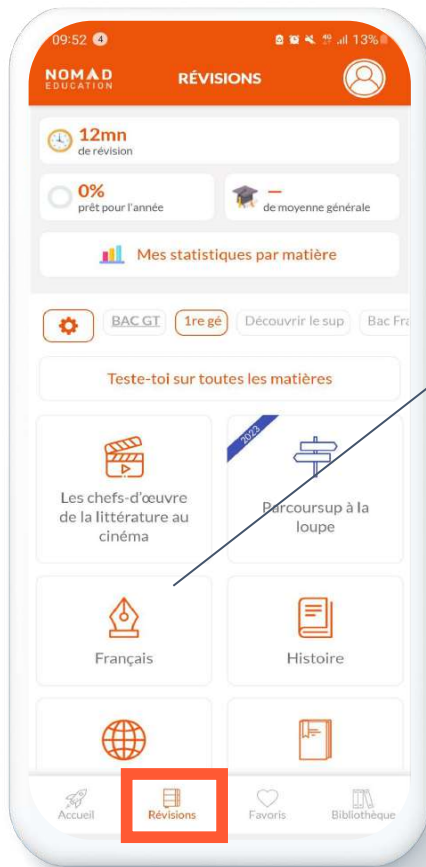 09:52 4 13%
NOMAD
EDUCATION
RÉVISIONS
12mn
de révision
0%
prêt pour l'année
–
de moyenne générale
Mes statistiques par matière
BAC GT 1re gé Découvrir le sup Bac Fra
Teste-toi sur toutes les matières
Les chefs-d'œuvre
de la littérature au
cinéma
2023
Parcoursup à la
loupe
Français
Histoire
Accueil Révisions Favoris Bibliothèque